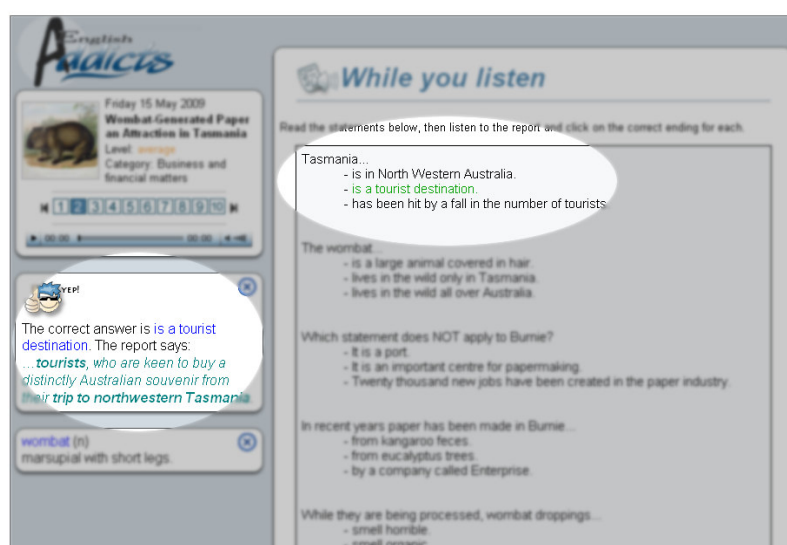 English
Addicts
Friday 15 May 2009
Wombat-Generated Paper
an Attraction in Tasmania
Level: average
Category: Business and
financial matters
1 2 3 4 5 6 7 8 9 10
00:00 00:00
YEP!
The correct answer is is a tourist
destination. The report says:
...tourists, who are keen to buy a
distinctly Australian souvenir from
their trip to northwestern Tasmania
wombat (n)
marsupial with short legs.
While you listen
Read the statements below, then listen to the report and click on the correct ending for each.
Tasmania...
- is in North Western Australia.
- is a tourist destination.
- has been hit by a fall in the number of tourists.
The wombat...
- is a large animal covered in hair.
- lives in the wild only in Tasmania.
- lives in the wild all over Australia.
Which statement does NOT apply to Burnie?
- It is a port.
- It is an important centre for papermaking.
- Twenty thousand new jobs have been created in the paper industry.
In recent years paper has been made in Burnie...
- from kangaroo feces.
- from eucalyptus trees.
- by a company called Enterprise.
While they are being processed, wombat droppings...
- smell horrible.
- smell organic.